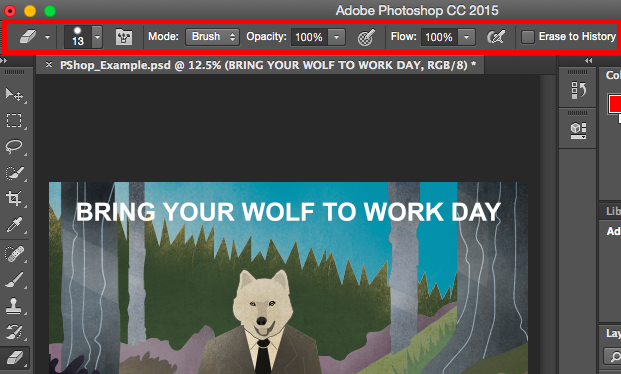 Adobe Photoshop CC 2015
13 Mode: Brush Opacity: 100% Flow: 100% Erase to History
× PShop_Example.psd @ 12.5% (BRING YOUR WOLF TO WORK DAY, RGB/8) *
Co
BRING YOUR WOLF TO WORK DAY
Lib
Ad
Lay